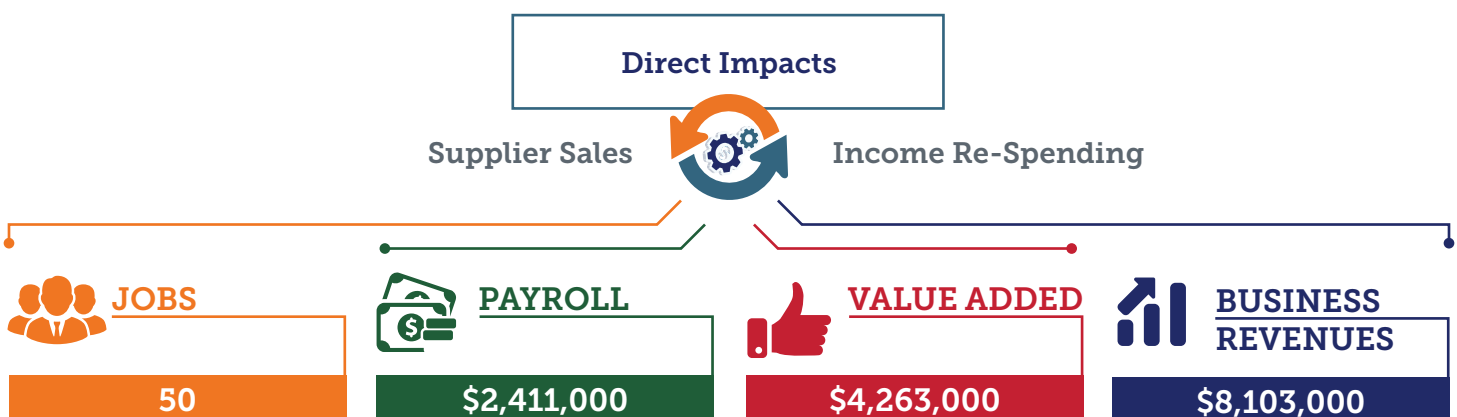 Direct Impacts
Supplier Sales
Income Re-Spending
JOBS
50
PAYROLL
$2,411,000
VALUE ADDED
$4,263,000
BUSINESS
REVENUES
$8,103,000